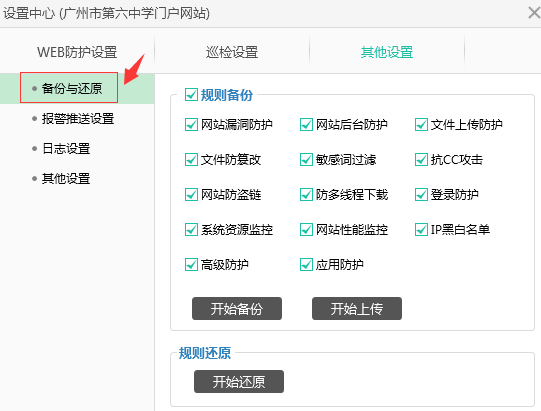 设置中心 (广州市第六中学门户网站)
WEB防护设置 巡检设置 其他设置
备份与还原
报警推送设置
日志设置
其他设置
规则备份
网站漏洞防护 网站后台防护 文件上传防护
文件防篡改 敏感词过滤 抗CC攻击
网站防盗链 防多线程下载 登录防护
系统资源监控 网站性能监控 IP黑白名单
高级防护 应用防护
开始备份 开始上传
规则还原
开始还原